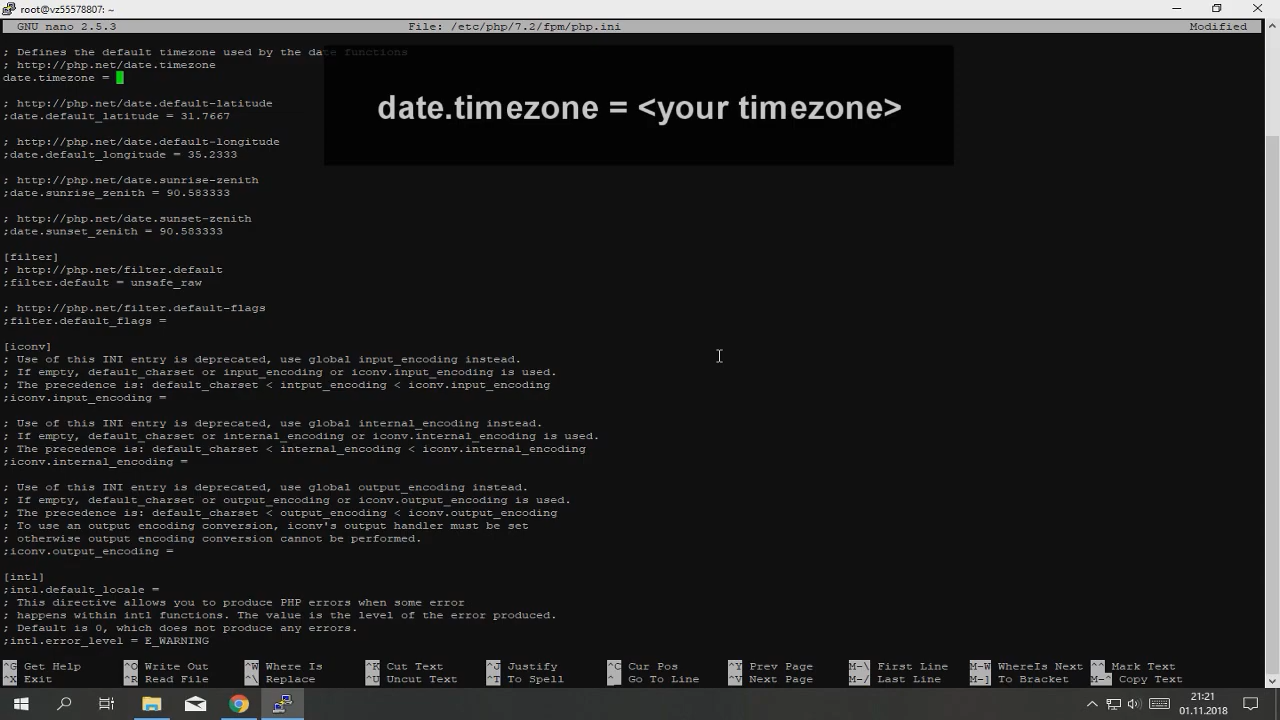 root@vz55578807: ~
GNU nano 2.5.3 File: /etc/php/7.2/fpm/php.ini Modified
; Defines the default timezone used by the date functions
; http://php.net/date.timezone
date.timezone =
date.timezone = <your timezone>
; http://php.net/date.default-latitude
;date.default_latitude = 31.7667
; http://php.net/date.default-longitude
;date.default_longitude = 35.2333
; http://php.net/date.sunrise-zenith
;date.sunrise_zenith = 90.583333
; http://php.net/date.sunset-zenith
;date.sunset_zenith = 90.583333
[filter]
; http://php.net/filter.default
;filter.default = unsafe_raw
; http://php.net/filter.default-flags
;filter.default_flags =
[iconv]
; Use of this INI entry is deprecated, use global input_encoding instead.
; If empty, default_charset or input_encoding or iconv.input_encoding is used.
; The precedence is: default_charset < intput_encoding < iconv.input_encoding
;iconv.input_encoding =
; Use of this INI entry is deprecated, use global internal_encoding instead.
; If empty, default_charset or internal_encoding or iconv.internal_encoding is used.
; The precedence is: default_charset < internal_encoding < iconv.internal_encoding
;iconv.internal_encoding =
; Use of this INI entry is deprecated, use global output_encoding instead.
; If empty, default_charset or output_encoding or iconv.output_encoding is used.
; The precedence is: default_charset < output_encoding < iconv.output_encoding
; To use an output encoding conversion, iconv's output handler must be set
; otherwise output encoding conversion cannot be performed.
;iconv.output_encoding =
[intl]
;intl.default_locale =
; This directive allows you to produce PHP errors when some error
; happens within intl functions. The value is the level of the error produced.
; Default is 0, which does not produce any errors.
;intl.error_level = E_WARNING
^G Get Help ^O Write Out ^W Where Is ^K Cut Text ^J Justify ^C Cur Pos ^Y Prev Page M-\ First Line M-W WhereIs Next ^^ Mark Text
^X Exit ^R Read File ^\ Replace ^U Uncut Text ^T To Spell ^_ Go To Line ^V Next Page M-/ Last Line M-] To Bracket M-^ Copy Text
21:21
01.11.2018